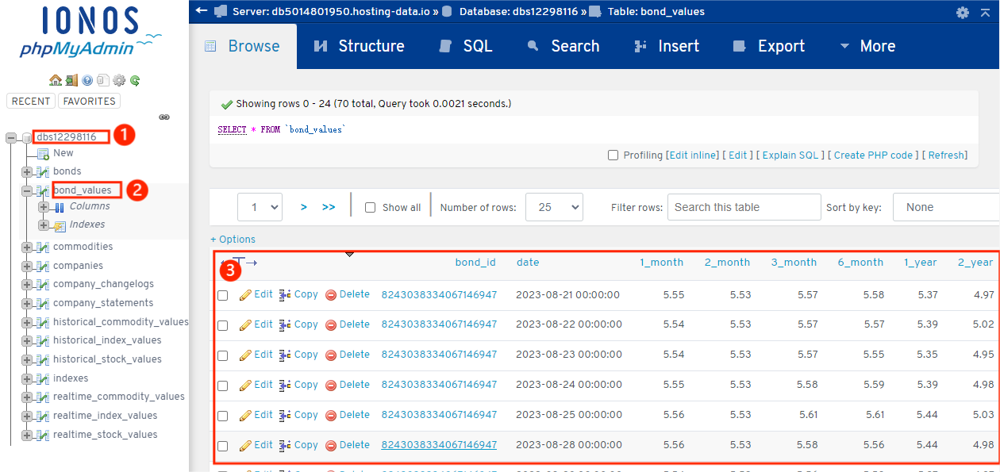 IONOS
phpMyAdmin
RECENT FAVORITES
dbs12298116 1
New
bonds
bond_values 2
Columns
Indexes
commodities
companies
company_changelogs
company_statements
historical_commodity_values
historical_index_values
historical_stock_values
indexes
realtime_commodity_values
realtime_index_values
realtime_stock_values
Server: db5014801950.hosting-data.io » Database: dbs12298116 » Table: bond_values
Browse Structure SQL Search Insert Export More
Showing rows 0 - 24 (70 total, Query took 0.0021 seconds.)
SELECT * FROM `bond_values`
Profiling [Edit inline] [ Edit ] [ Explain SQL ] [ Create PHP code ] [ Refresh]
1 > >> Show all Number of rows: 25 Filter rows: Search this table Sort by key: None
+ Options
3 bond_id date 1_month 2_month 3_month 6_month 1_year 2_year
Edit Copy Delete 8243038334067146947 2023-08-21 00:00:00 5.55 5.53 5.57 5.58 5.37 4.97
Edit Copy Delete 8243038334067146947 2023-08-22 00:00:00 5.54 5.53 5.57 5.57 5.39 5.02
Edit Copy Delete 8243038334067146947 2023-08-23 00:00:00 5.54 5.53 5.57 5.55 5.35 4.95
Edit Copy Delete 8243038334067146947 2023-08-24 00:00:00 5.55 5.53 5.58 5.59 5.39 4.98
Edit Copy Delete 8243038334067146947 2023-08-25 00:00:00 5.56 5.53 5.61 5.61 5.44 5.03
Edit Copy Delete 8243038334067146947 2023-08-28 00:00:00 5.56 5.53 5.58 5.56 5.44 4.98